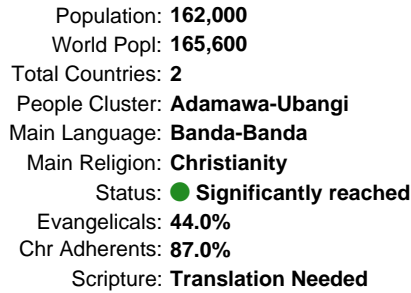 Population: 162,000
World Popl: 165,600
Total Countries: 2
People Cluster: Adamawa-Ubangi
Main Language: Banda-Banda
Main Religion: Christianity
Status: Significantly reached
Evangelicals: 44.0%
Chr Adherents: 87.0%
Scripture: Translation Needed